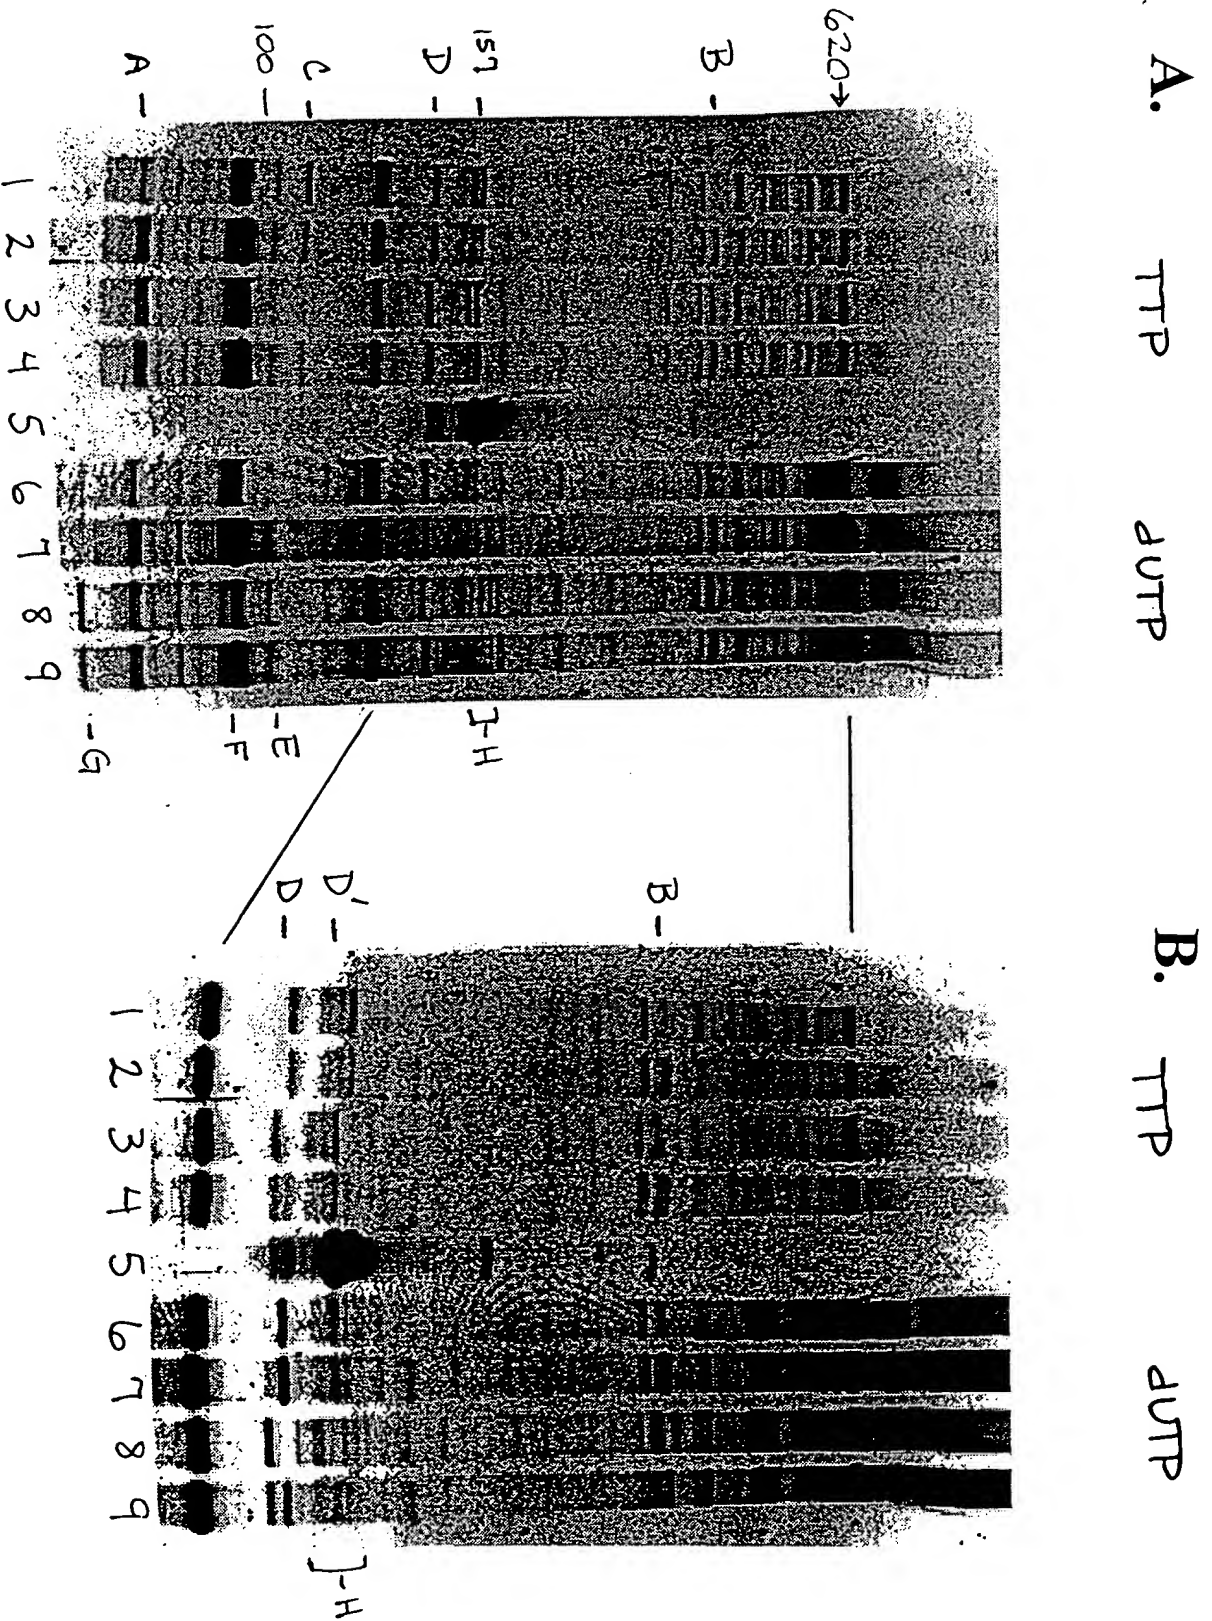 A.
TTP
dUTP
620→
B -
157 -
D -
C -
100 -
A -
1 2 3 4 5 6 7 8 9
]-H
-E
-F
-G
B.
TTP
dUTP
B -
D' -
D -
1 2 3 4 5 6 7 8 9
]-H